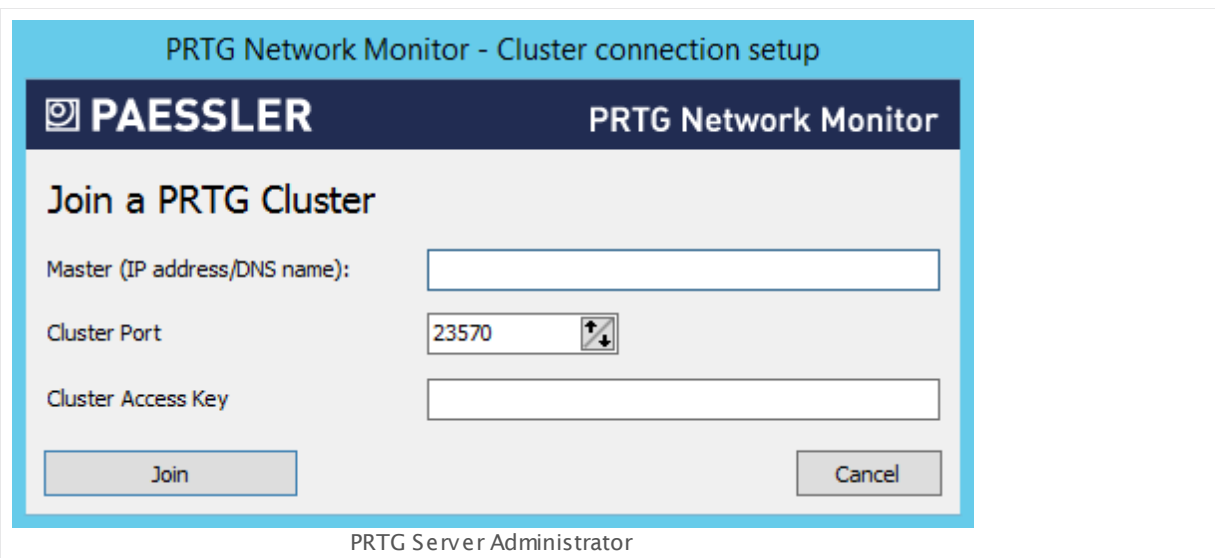 PRTG Network Monitor - Cluster connection setup
PAESSLER PRTG Network Monitor
Join a PRTG Cluster
Master (IP address/DNS name):
Cluster Port 23570
Cluster Access Key
Join Cancel
PRTG Server Administrator